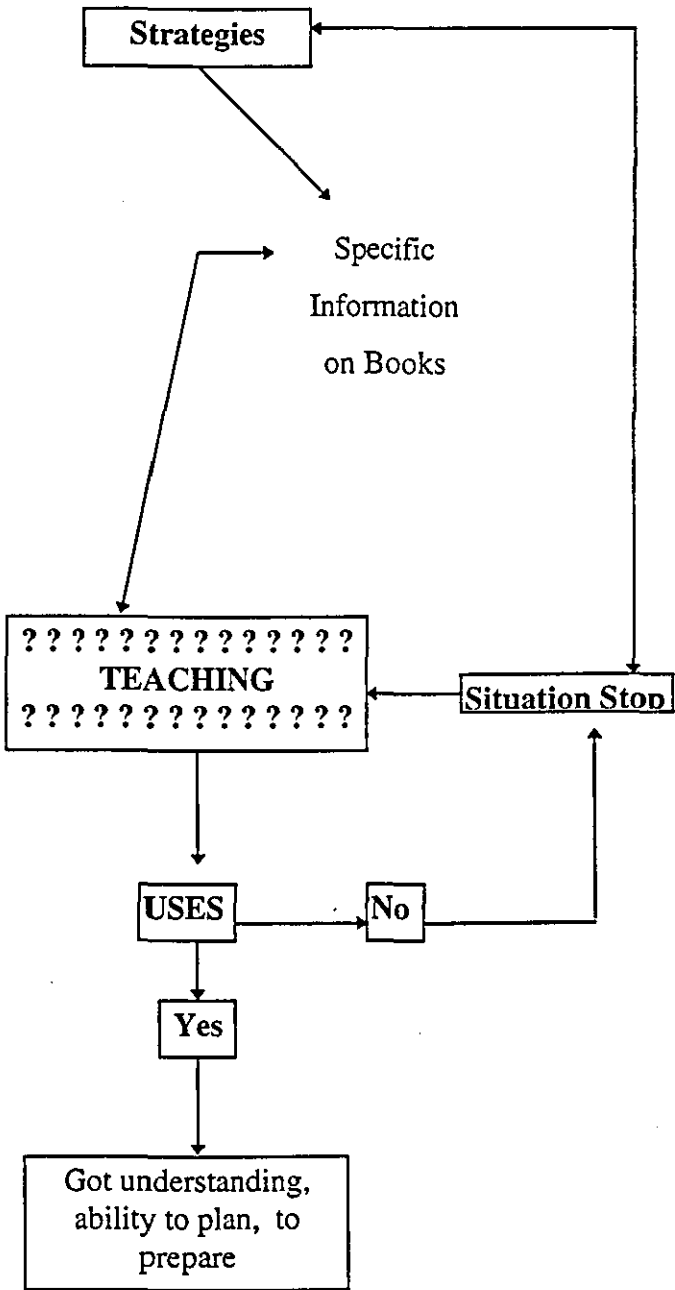 Strategies
Specific
Information
on Books
? ? ? ? ? ? ? ? ? ? ? ? ? ?
TEACHING
? ? ? ? ? ? ? ? ? ? ? ? ? ?
Situation Stop
USES
No
Yes
Got understanding,
ability to plan, to
prepare